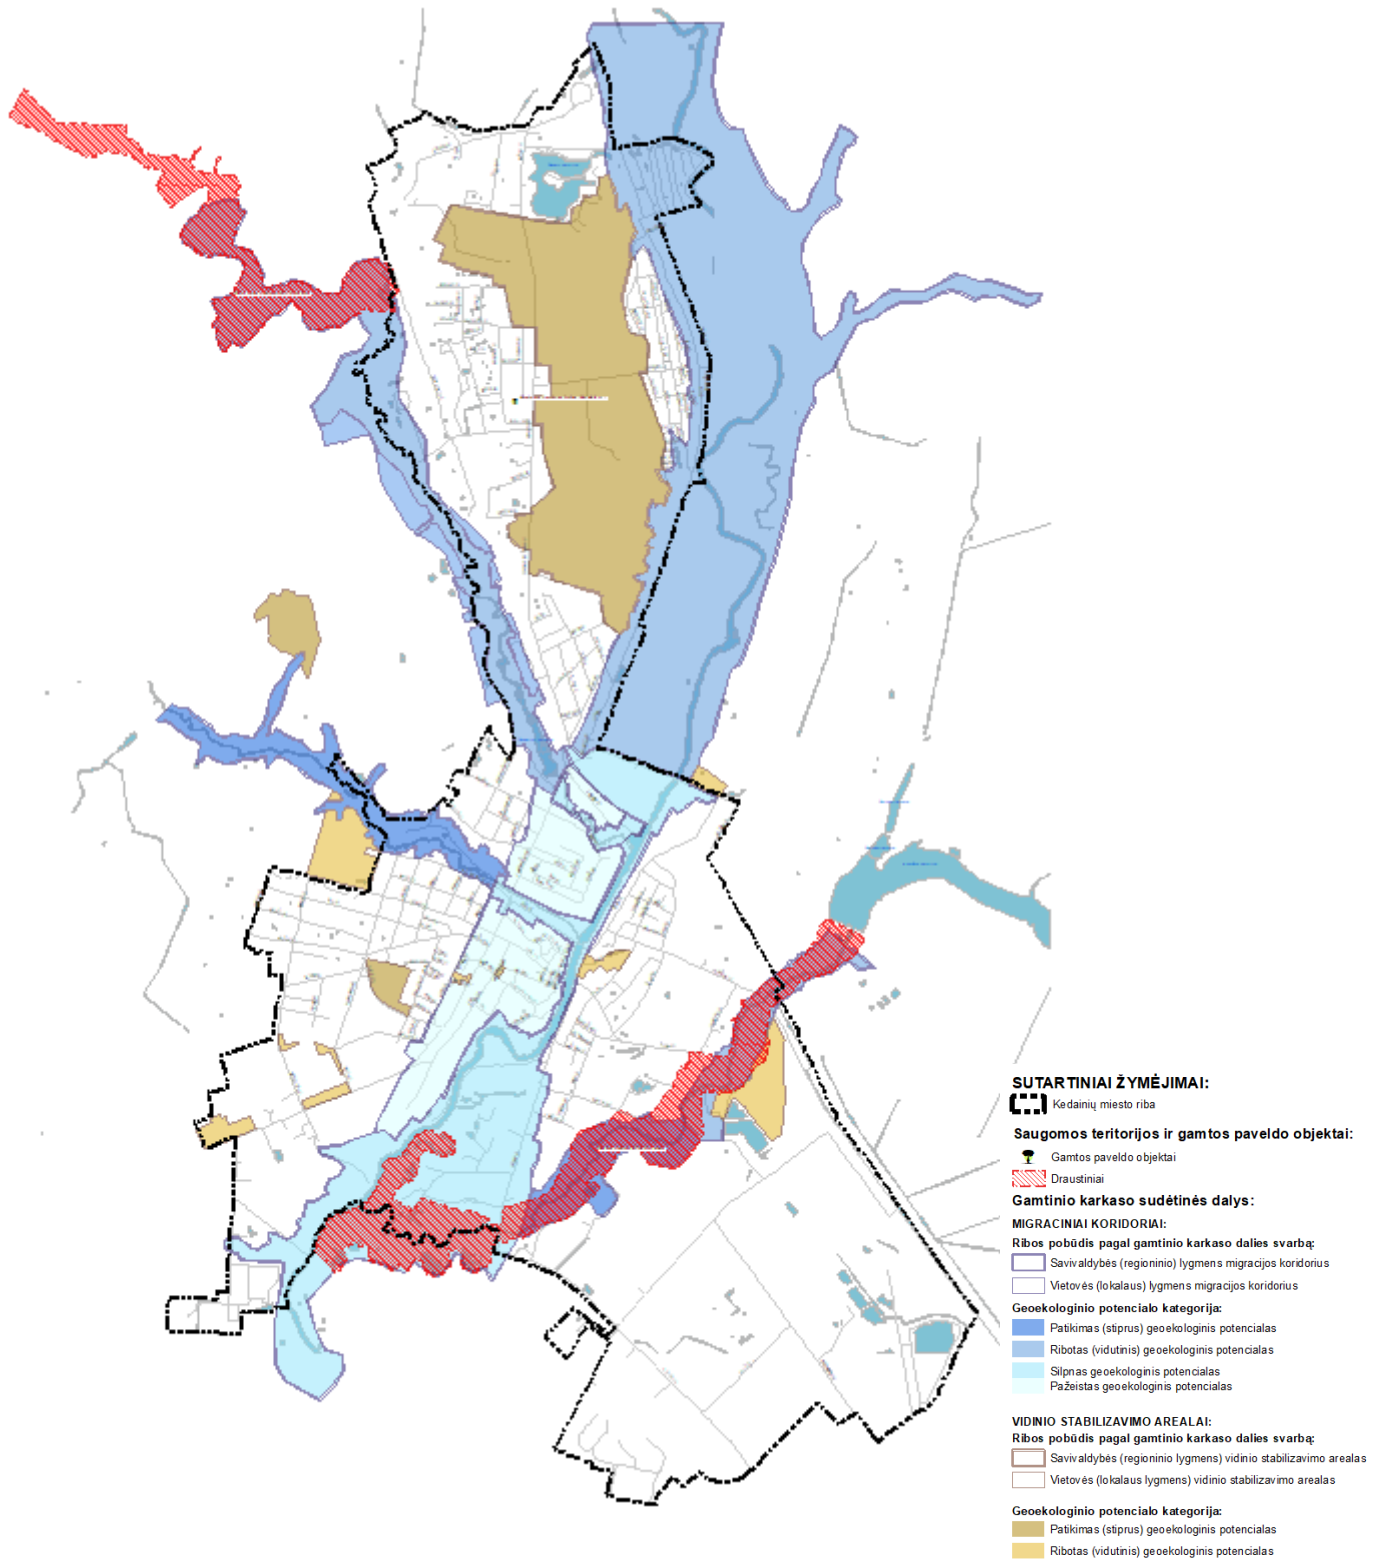 SUTARTINIAI ŽYMĖJIMAI:
Kėdainių miesto riba
Saugomos teritorijos ir gamtos paveldo objektai:
Gamtos paveldo objektai
Draustiniai
Gamtinio karkaso sudėtinės dalys:
MIGRACINIAI KORIDORIAI:
Ribos pobūdis pagal gamtinio karkaso dalies svarbą:
Savivaldybės (regioninio) lygmens migracijos koridorius
Vietovės (lokalaus) lygmens migracijos koridorius
Geoekologinio potencialo kategorija:
Patikimas (stiprus) geoekologinis potencialas
Ribotas (vidutinis) geoekologinis potencialas
Silpnas geoekologinis potencialas
Pažeistas geoekologinis potencialas
VIDINIO STABILIZAVIMO AREALAI:
Ribos pobūdis pagal gamtinio karkaso dalies svarbą:
Savivaldybės (regioninio lygmens) vidinio stabilizavimo arealas
Vietovės (lokalaus lygmens) vidinio stabilizavimo arealas
Geoekologinio potencialo kategorija:
Patikimas (stiprus) geoekologinis potencialas
Ribotas (vidutinis) geoekologinis potencialas